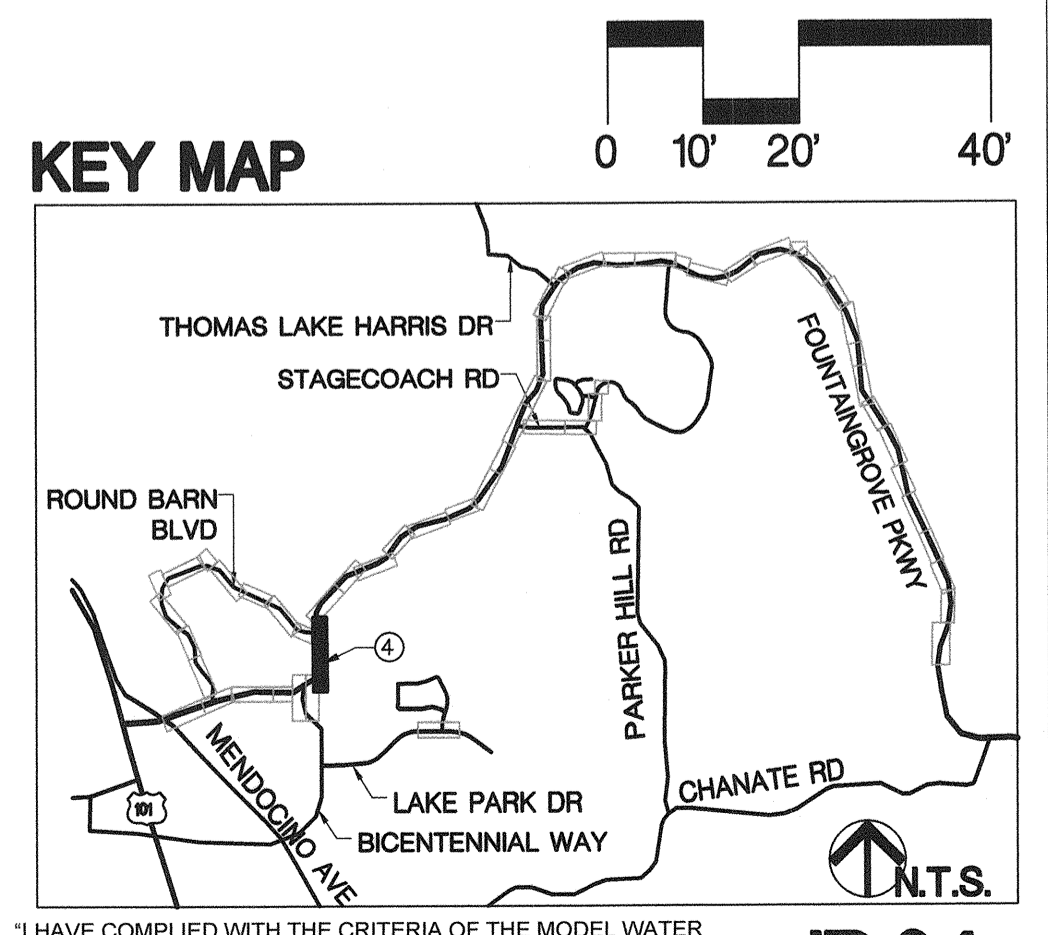 0 10' 20' 40'
KEY MAP
THOMAS LAKE HARRIS DR
STAGECOACH RD
FOUNTAINGROVE PKWY
ROUND BARN
BLVD
4
PARKER HILL RD
MENDOCINO AVE
101
LAKE PARK DR
CHANATE RD
BICENTENNIAL WAY
N.T.S.
"I HAVE COMPLIED WITH THE CRITERIA OF THE MODEL WATER